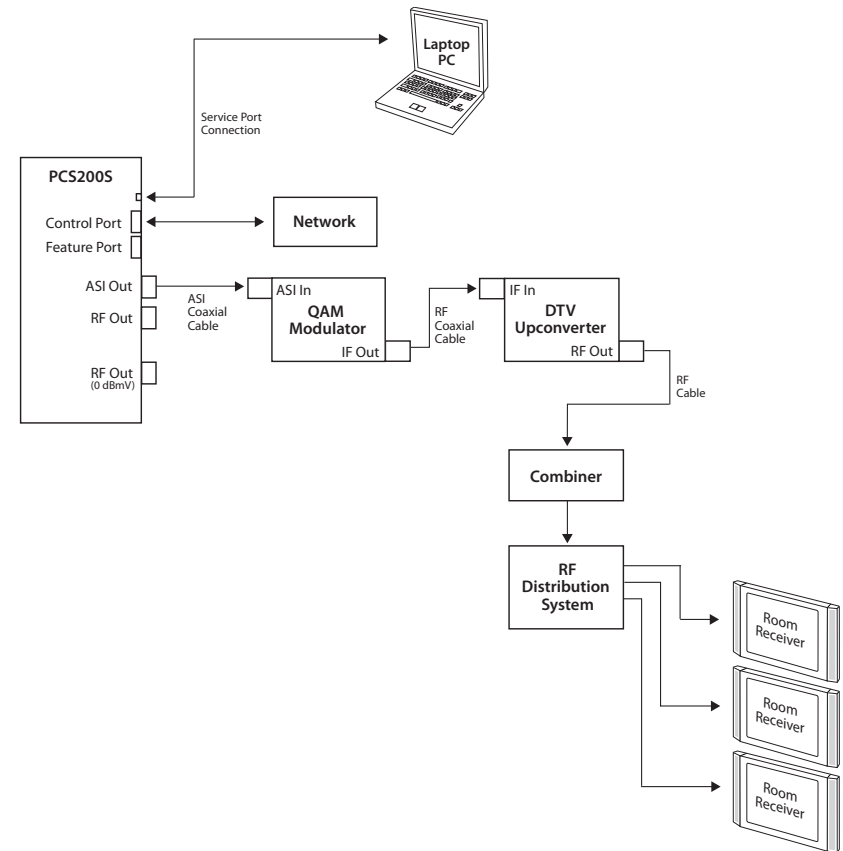 Laptop
PC
Service Port
Connection
PCS200S
Control Port
Network
Feature Port
ASI Out
ASI
Coaxial
Cable
ASI In
QAM
Modulator
IF Out
RF
Coaxial
Cable
IF In
DTV
Upconverter
RF Out
RF Out
RF Out
(0 dBmV)
RF
Cable
Combiner
RF
Distribution
System
Room
Receiver
Room
Receiver
Room
Receiver